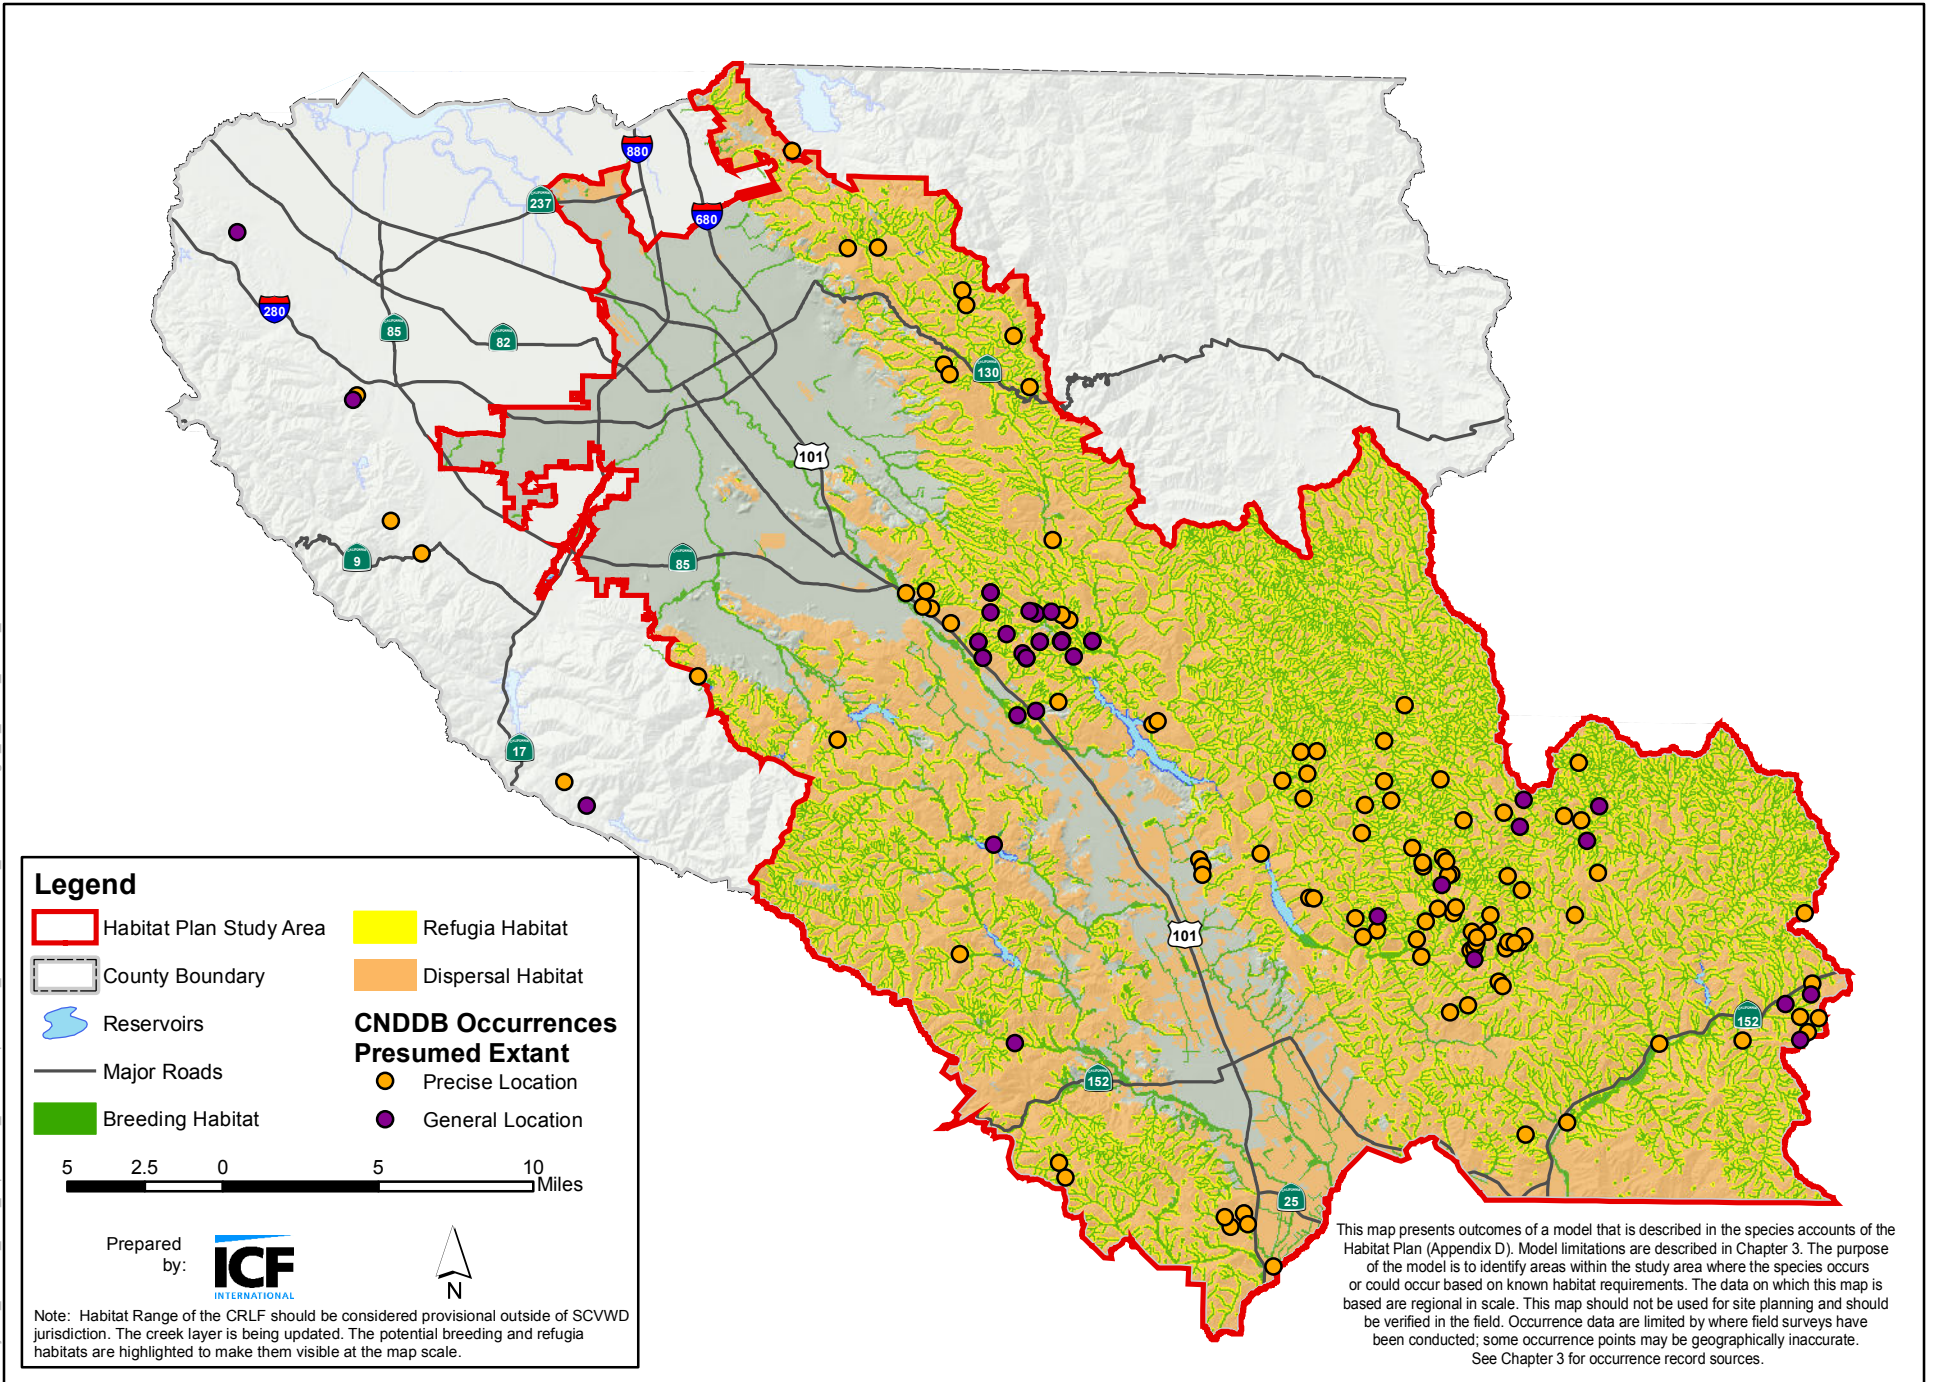 880
237
680
280
85
82
130
101
9
85
17
101
152
152
25
Legend
Habitat Plan Study Area
County Boundary
Reservoirs
Major Roads
Breeding Habitat
Refugia Habitat
Dispersal Habitat
CNDDB Occurrences
Presumed Extant
Precise Location
General Location
5 2.5 0 5 10
Miles
Prepared
by:
ICF
INTERNATIONAL
N
Note: Habitat Range of the CRLF should be considered provisional outside of SCVWD
jurisdiction. The creek layer is being updated. The potential breeding and refugia
habitats are highlighted to make them visible at the map scale.
This map presents outcomes of a model that is described in the species accounts of the
Habitat Plan (Appendix D). Model limitations are described in Chapter 3. The purpose
of the model is to identify areas within the study area where the species occurs
or could occur based on known habitat requirements. The data on which this map is
based are regional in scale. This map should not be used for site planning and should
be verified in the field. Occurrence data are limited by where field surveys have
been conducted; some occurrence points may be geographically inaccurate.
See Chapter 3 for occurrence record sources.